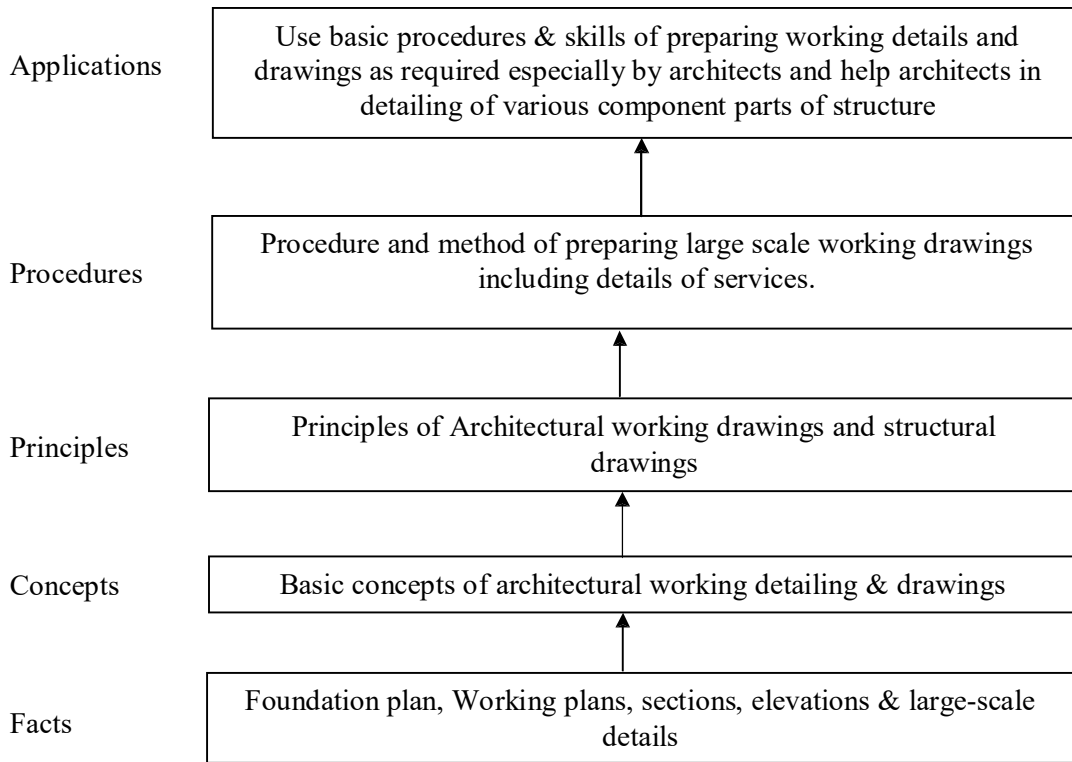 Applications
Use basic procedures & skills of preparing working details and
drawings as required especially by architects and help architects in
detailing of various component parts of structure
Procedures
Procedure and method of preparing large scale working drawings
including details of services.
Principles
Principles of Architectural working drawings and structural
drawings
Concepts
Basic concepts of architectural working detailing & drawings
Facts
Foundation plan, Working plans, sections, elevations & large-scale
details